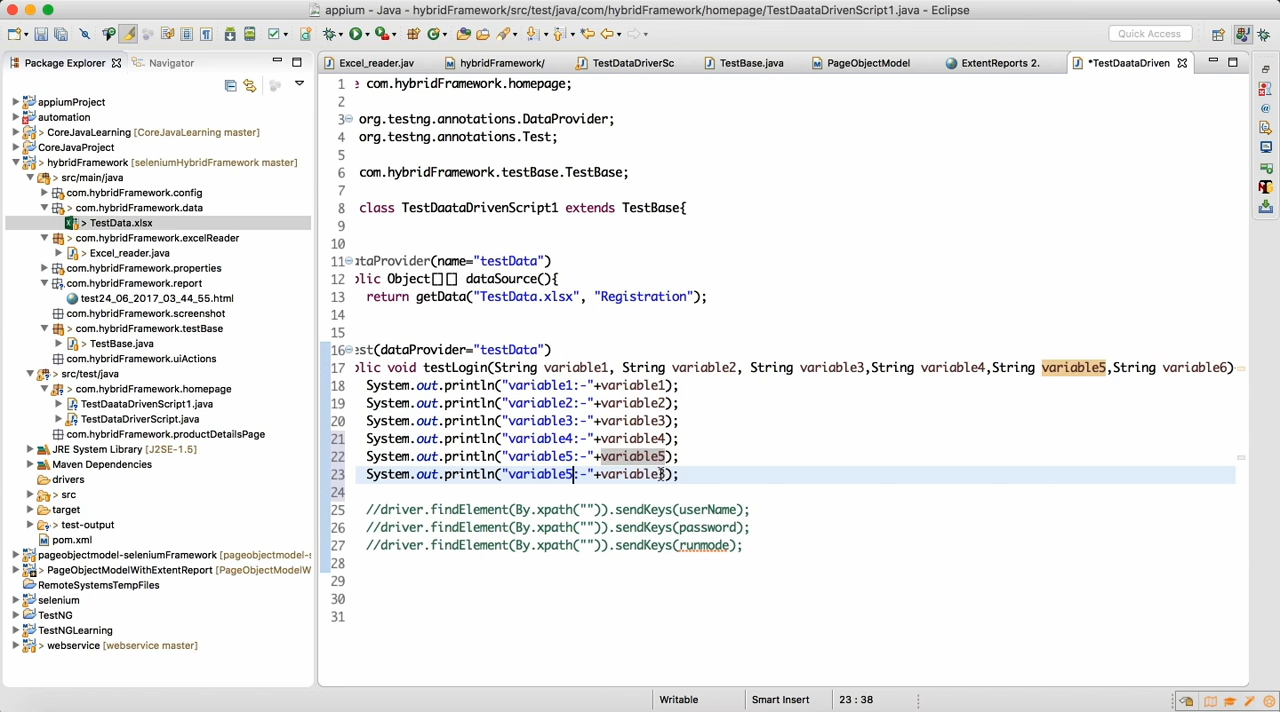 appium - Java - hybridFramework/src/test/java/com/hybridFramework/homepage/TestDaataDrivenScript1.java - Eclipse
Quick Access
Package Explorer
Navigator
Excel_reader.jav
hybridFramework/
TestDataDriverSc
TestBase.java
PageObjectModel
ExtentReports 2.
*TestDaataDriven
appiumProject
automation
> CoreJavaLearning [CoreJavaLearning master]
CoreJavaProject
> hybridFramework [seleniumHybridFramework master]
> src/main/java
com.hybridFramework.config
> com.hybridFramework.data
> TestData.xlsx
> com.hybridFramework.excelReader
> Excel_reader.java
com.hybridFramework.properties
com.hybridFramework.report
test24_06_2017_03_44_55.html
com.hybridFramework.screenshot
> com.hybridFramework.testBase
> TestBase.java
com.hybridFramework.uiActions
> src/test/java
> com.hybridFramework.homepage
> TestDaataDrivenScript1.java
> TestDaataDriverScript.java
com.hybridFramework.productDetailsPage
JRE System Library [J2SE-1.5]
Maven Dependencies
drivers
> src
> target
> test-output
pom.xml
pageobjectmodel-seleniumFramework [pageobjectmodel-s
> PageObjectModelWithExtentReport [PageObjectModelW
RemoteSystemsTempFiles
selenium
TestNG
TestNGLearning
> webservice [webservice master]
1 e com.hybridFramework.homepage;
2
3 org.testng.annotations.DataProvider;
4 org.testng.annotations.Test;
5
6 com.hybridFramework.testBase.TestBase;
7
8 class TestDaataDrivenScript1 extends TestBase{
9
10
11 ataProvider(name="testData")
12 blic Object[][] dataSource(){
13 return getData("TestData.xlsx", "Registration");
14
15
16 est(dataProvider="testData")
17 blic void testLogin(String variable1, String variable2, String variable3,String variable4,String variable5,String variable6)
18 System.out.println("variable1:-"+variable1);
19 System.out.println("variable2:-"+variable2);
20 System.out.println("variable3:-"+variable3);
21 System.out.println("variable4:-"+variable4);
22 System.out.println("variable5:-"+variable5);
23 System.out.println("variable5:-"+variable3);
24
25 //driver.findElement(By.xpath("")).sendKeys(userName);
26 //driver.findElement(By.xpath("")).sendKeys(password);
27 //driver.findElement(By.xpath("")).sendKeys(runmode);
28
29
30
31
Writable
Smart Insert
23 : 38